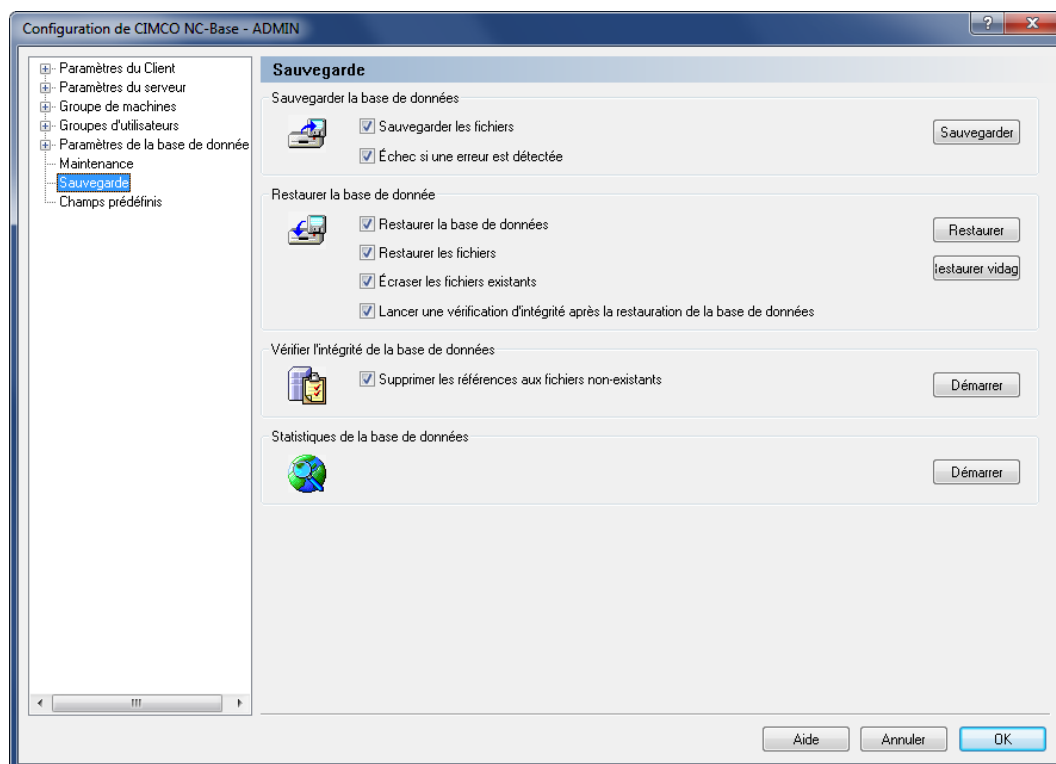 Configuration de CIMCO NC-Base - ADMIN
Paramètres du Client
Paramètres du serveur
Groupe de machines
Groupes d'utilisateurs
Paramètres de la base de donnée
Maintenance
Sauvegarde
Champs prédéfinis
Sauvegarde
Sauvegarder la base de données
Sauvegarder les fichiers
Échec si une erreur est détectée
Sauvegarder
Restaurer la base de donnée
Restaurer la base de données
Restaurer les fichiers
Écraser les fichiers existants
Lancer une vérification d'intégrité après la restauration de la base de données
Restaurer
estaurer vidag
Vérifier l'intégrité de la base de données
Supprimer les références aux fichiers non-existants
Démarrer
Statistiques de la base de données
Démarrer
Aide
Annuler
OK